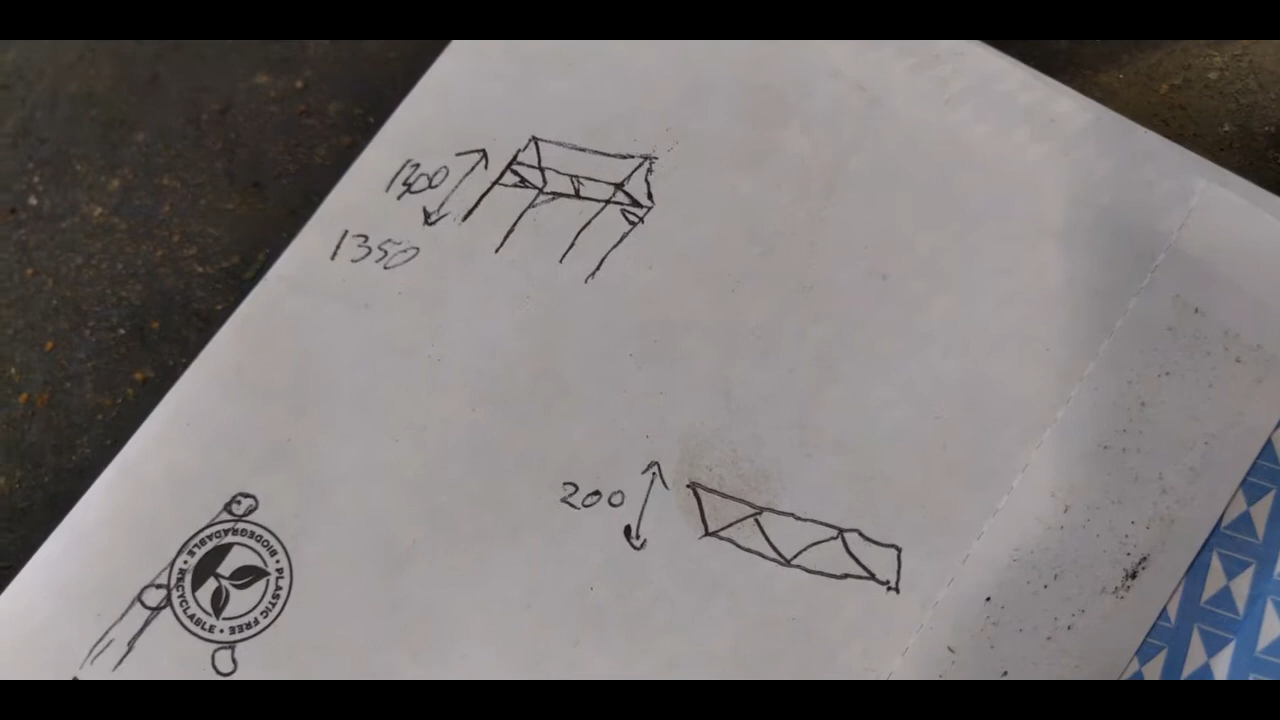 1300
1350
200
BIODEGRADABLE • PLASTIC FREE • RECYCLABLE •